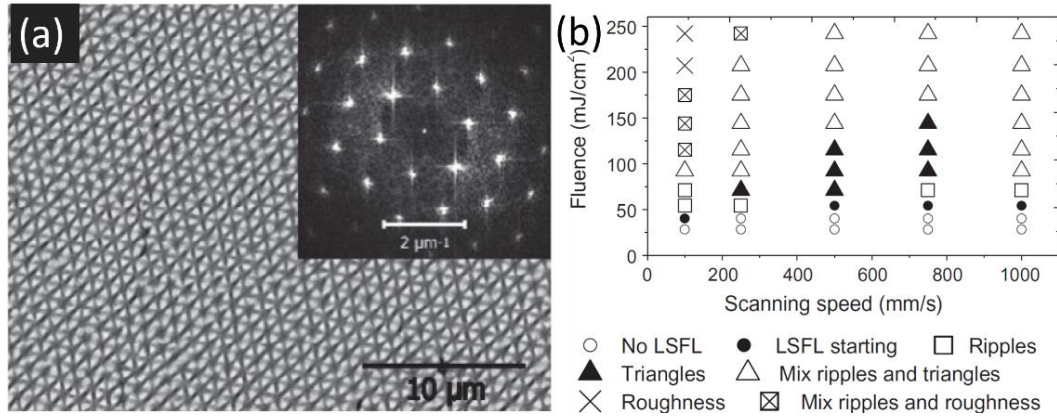 (a)
2 μm-1
10 μm
(b)
Fluence (mJ/cm2)
250
200
150
100
50
0
0 200 400 600 800 1000
Scanning speed (mm/s)
No LSFL LSFL starting Ripples
Triangles Mix ripples and triangles
Roughness Mix ripples and roughness